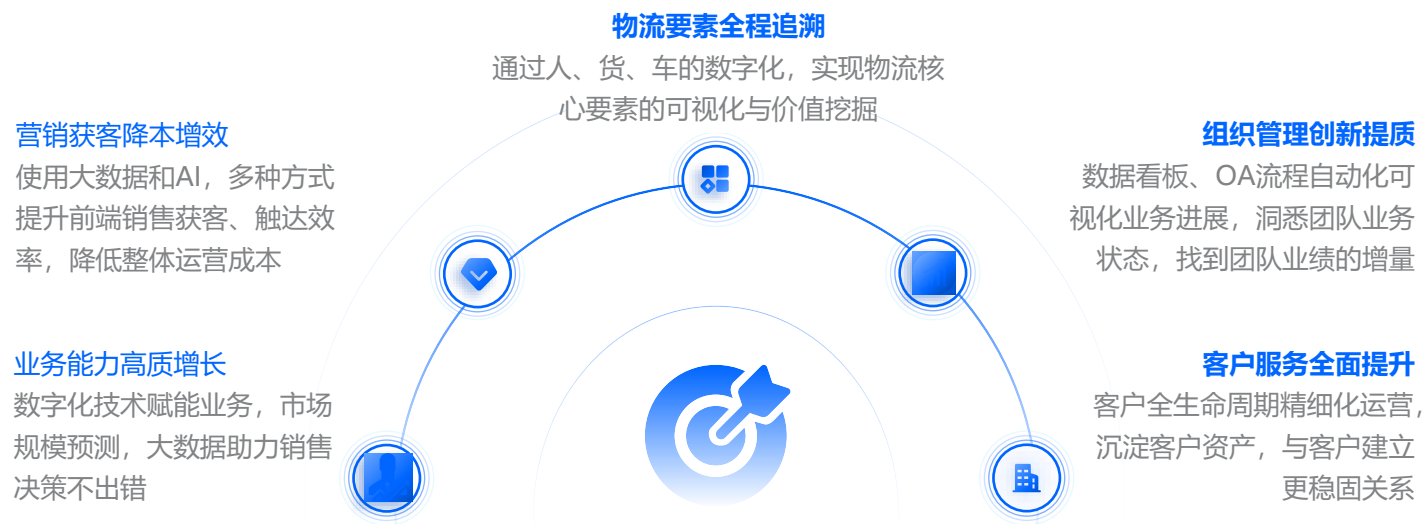 物流要素全程追溯
通过人、货、车的数字化，实现物流核
心要素的可视化与价值挖掘
营销获客降本增效
使用大数据和AI，多种方式
提升前端销售获客、触达效
率，降低整体运营成本
组织管理创新提质
数据看板、OA流程自动化可
视化业务进展，洞悉团队业务
状态，找到团队业绩的增量
业务能力高质增长
数字化技术赋能业务，市场
规模预测，大数据助力销售
决策不出错
客户服务全面提升
客户全生命周期精细化运营，
沉淀客户资产，与客户建立
更稳固关系